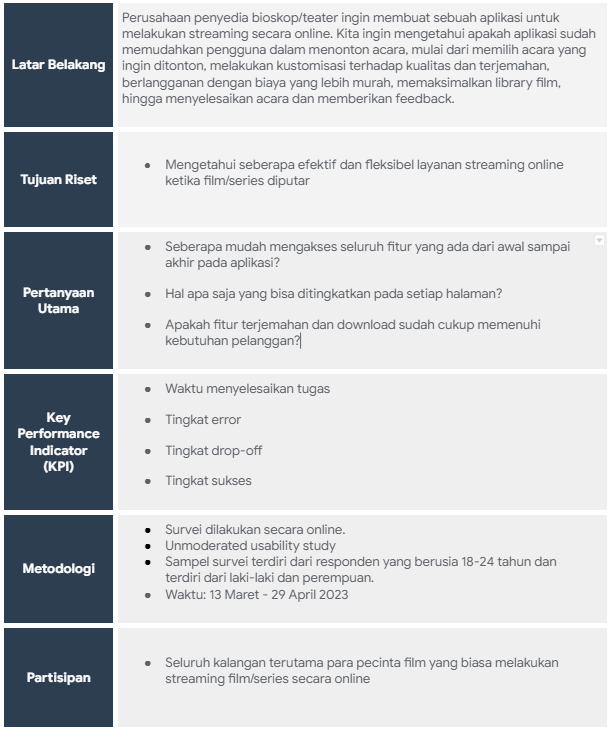 Latar Belakang
Perusahaan penyedia bioskop/teater ingin membuat sebuah aplikasi untuk
melakukan streaming secara online. Kita ingin mengetahui apakah aplikasi sudah
memudahkan pengguna dalam menonton acara, mulai dari memilih acara yang
ingin ditonton, melakukan kustomisasi terhadap kualitas dan terjemahan,
berlangganan dengan biaya yang lebih murah, memaksimalkan library film,
hingga menyelesaikan acara dan memberikan feedback.
Tujuan Riset
● Mengetahui seberapa efektif dan fleksibel layanan streaming online
ketika film/series diputar
Pertanyaan
Utama
● Seberapa mudah mengakses seluruh fitur yang ada dari awal sampai
akhir pada aplikasi?
● Hal apa saja yang bisa ditingkatkan pada setiap halaman?
● Apakah fitur terjemahan dan download sudah cukup memenuhi
kebutuhan pelanggan?
Key
Performance
Indicator
(KPI)
● Waktu menyelesaikan tugas
● Tingkat error
● Tingkat drop-off
● Tingkat sukses
Metodologi
● Survei dilakukan secara online.
● Unmoderated usability study
● Sampel survei terdiri dari responden yang berusia 18-24 tahun dan
terdiri dari laki-laki dan perempuan.
● Waktu: 13 Maret - 29 April 2023
Partisipan
● Seluruh kalangan terutama para pecinta film yang biasa melakukan
streaming film/series secara online